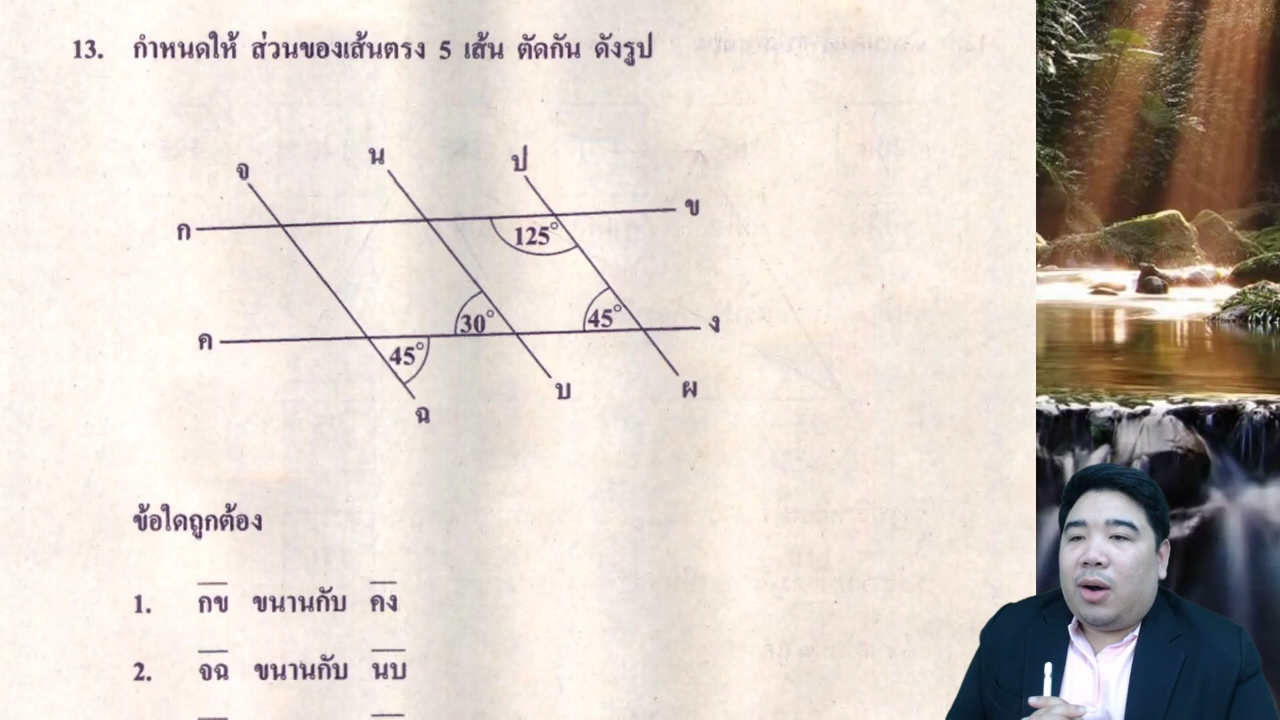 13. กำหนดให้ ส่วนของเส้นตรง 5 เส้น ตัดกัน ดังรูป
จ น ป
ก ข
125°
ค 30° 45° ง
45°
ฉ บ ผ
ข้อใดถูกต้อง
1. กข ขนานกับ คง
2. จฉ ขนานกับ นบ